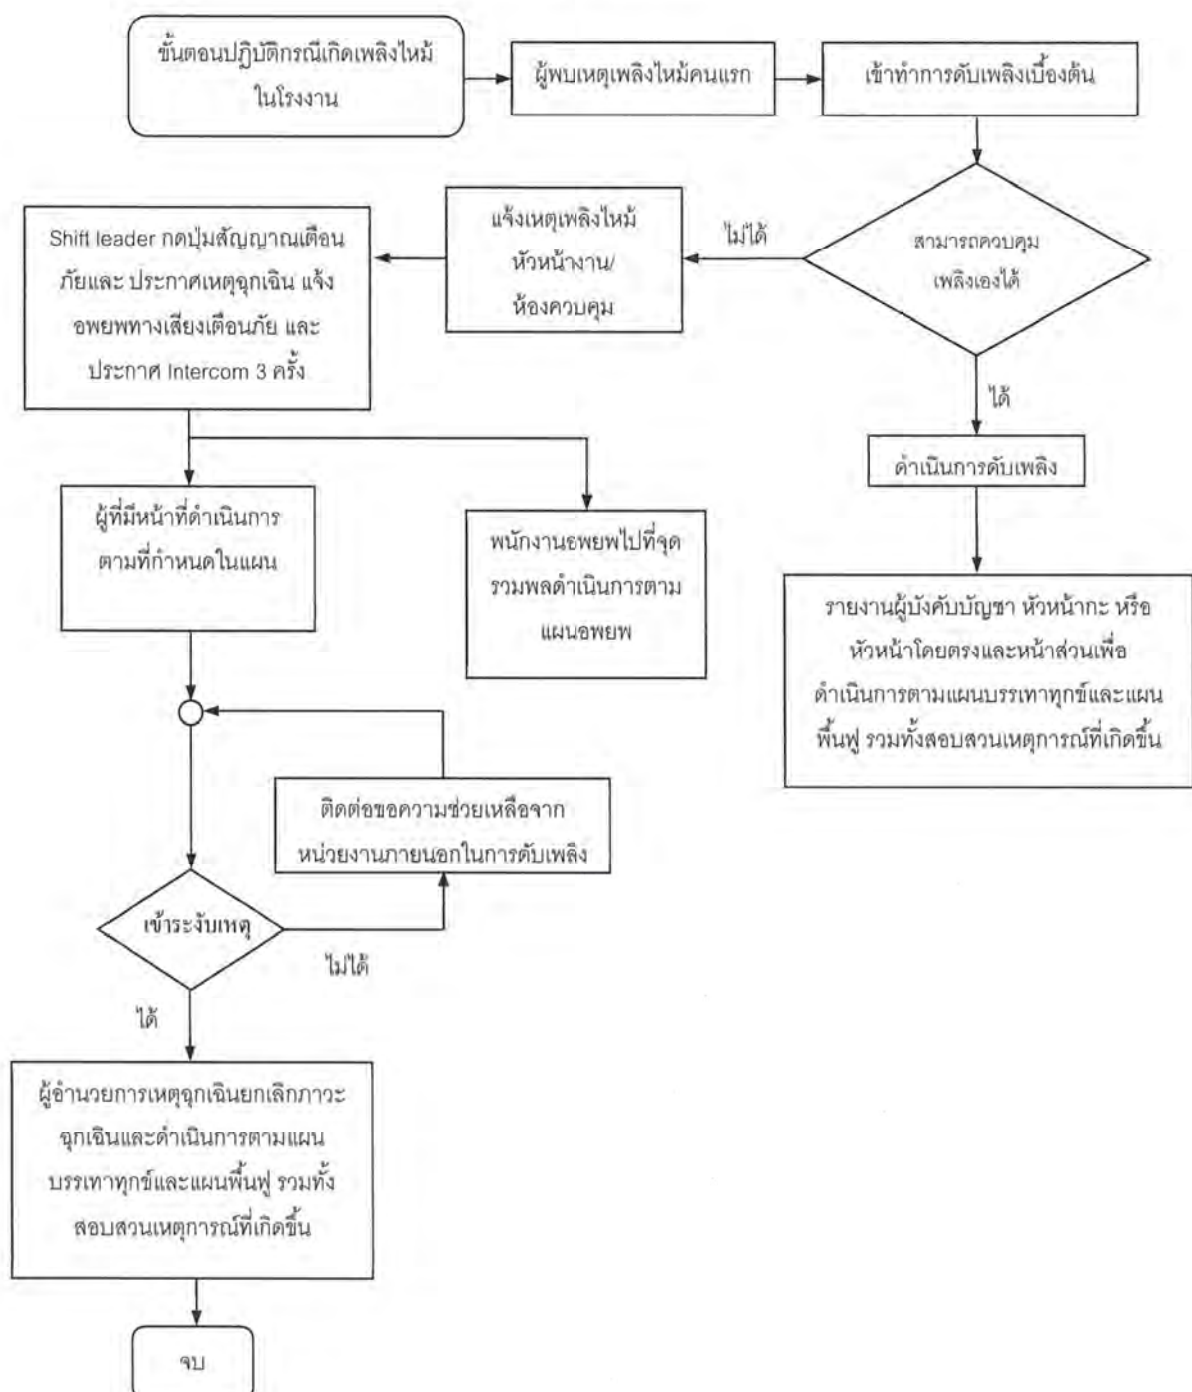 ขั้นตอนปฏิบัติกรณีเกิดเพลิงไหม้
ในโรงงาน
ผู้พบเหตุเพลิงไหม้คนแรก
เข้าทำการดับเพลิงเบื้องต้น
สามารถควบคุม
เพลิงเองได้
ไม่ได้
แจ้งเหตุเพลิงไหม้
หัวหน้างาน/
ห้องควบคุม
Shift leader กดปุ่มสัญญาณเตือน
ภัยและ ประกาศเหตุฉุกเฉิน แจ้ง
อพยพทางเสียงเตือนภัย และ
ประกาศ Intercom 3 ครั้ง
ได้
ดำเนินการดับเพลิง
รายงานผู้บังคับบัญชา หัวหน้ากะ หรือ
หัวหน้าโดยตรงและหน้าส่วนเพื่อ
ดำเนินการตามแผนบรรเทาทุกข์และแผน
พื้นฟู รวมทั้งสอบสวนเหตุการณ์ที่เกิดขึ้น
ผู้ที่มีหน้าที่ดำเนินการ
ตามที่กำหนดในแผน
พนักงานอพยพไปที่จุด
รวมพลดำเนินการตาม
แผนอพยพ
ติดต่อขอความช่วยเหลือจาก
หน่วยงานภายนอกในการดับเพลิง
เข้าระงับเหตุ
ไม่ได้
ได้
ผู้อำนวยการเหตุฉุกเฉินยกเลิกภาวะ
ฉุกเฉินและดำเนินการตามแผน
บรรเทาทุกข์และแผนพื้นฟู รวมทั้ง
สอบสวนเหตุการณ์ที่เกิดขึ้น
จบ